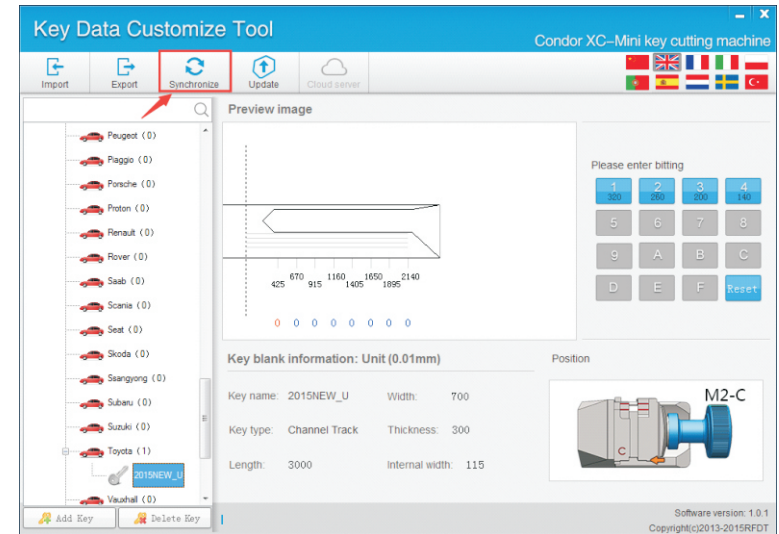 Key Data Customize Tool
Condor XC-Mini key cutting machine
Import Export Synchronize Update Cloud server
Preview image
Peugeot (0)
Piaggio (0)
Porsche (0)
Proton (0)
Renault (0)
Rover (0)
Saab (0)
Scania (0)
Seat (0)
Skoda (0)
Ssangyong (0)
Subaru (0)
Suzuki (0)
Toyota (1)
2015NEW_U
Vauxhall (0)
Add Key Delete Key
670 1160 1650 2140
425 915 1405 1895
0 0 0 0 0 0 0 0
Please enter bitting
1 2 3 4
320 260 200 140
5 6 7 8
9 A B C
D E F Reset
Key blank information: Unit (0.01mm)
Key name: 2015NEW_U Width: 700
Key type: Channel Track Thickness: 300
Length: 3000 Internal width: 115
Position
M2-C
C
Software version: 1.0.1
Copyright(c)2013-2015RFDT